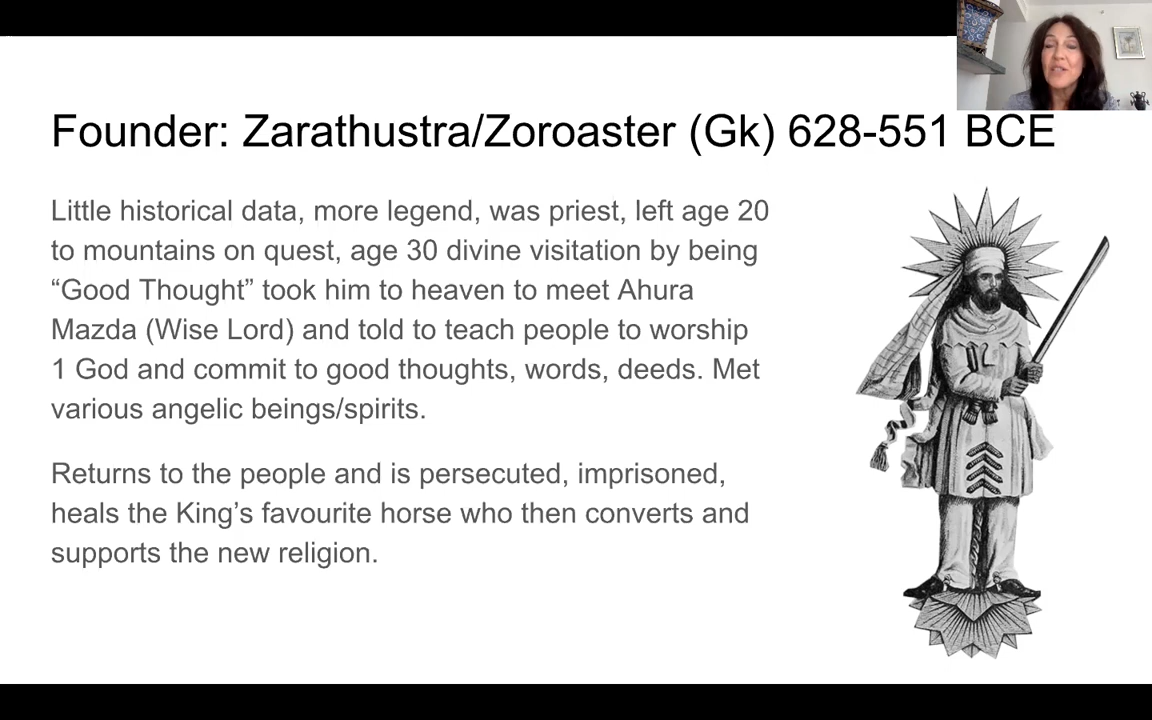 Founder: Zarathustra/Zoroaster (Gk) 628-551 BCE
Little historical data, more legend, was priest, left age 20
to mountains on quest, age 30 divine visitation by being
“Good Thought” took him to heaven to meet Ahura
Mazda (Wise Lord) and told to teach people to worship
1 God and commit to good thoughts, words, deeds. Met
various angelic beings/spirits.
Returns to the people and is persecuted, imprisoned,
heals the King’s favourite horse who then converts and
supports the new religion.